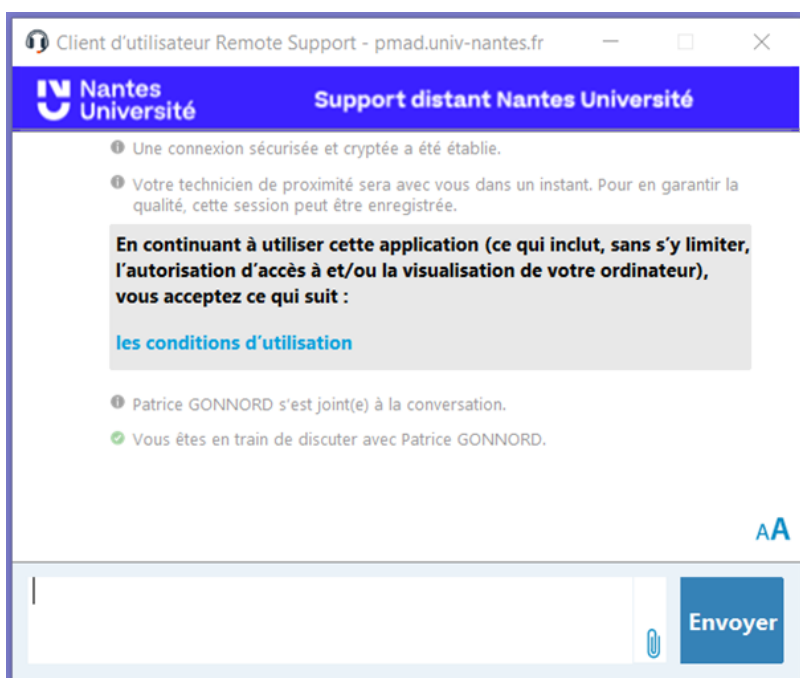 Client d'utilisateur Remote Support - pmad.univ-nantes.fr
Nantes
Université
Support distant Nantes Université
Une connexion sécurisée et cryptée a été établie.
Votre technicien de proximité sera avec vous dans un instant. Pour en garantir la
qualité, cette session peut être enregistrée.
En continuant à utiliser cette application (ce qui inclut, sans s'y limiter,
l'autorisation d'accès à et/ou la visualisation de votre ordinateur),
vous acceptez ce qui suit :
les conditions d'utilisation
Patrice GONNORD s'est joint(e) à la conversation.
Vous êtes en train de discuter avec Patrice GONNORD.
AA
Envoyer